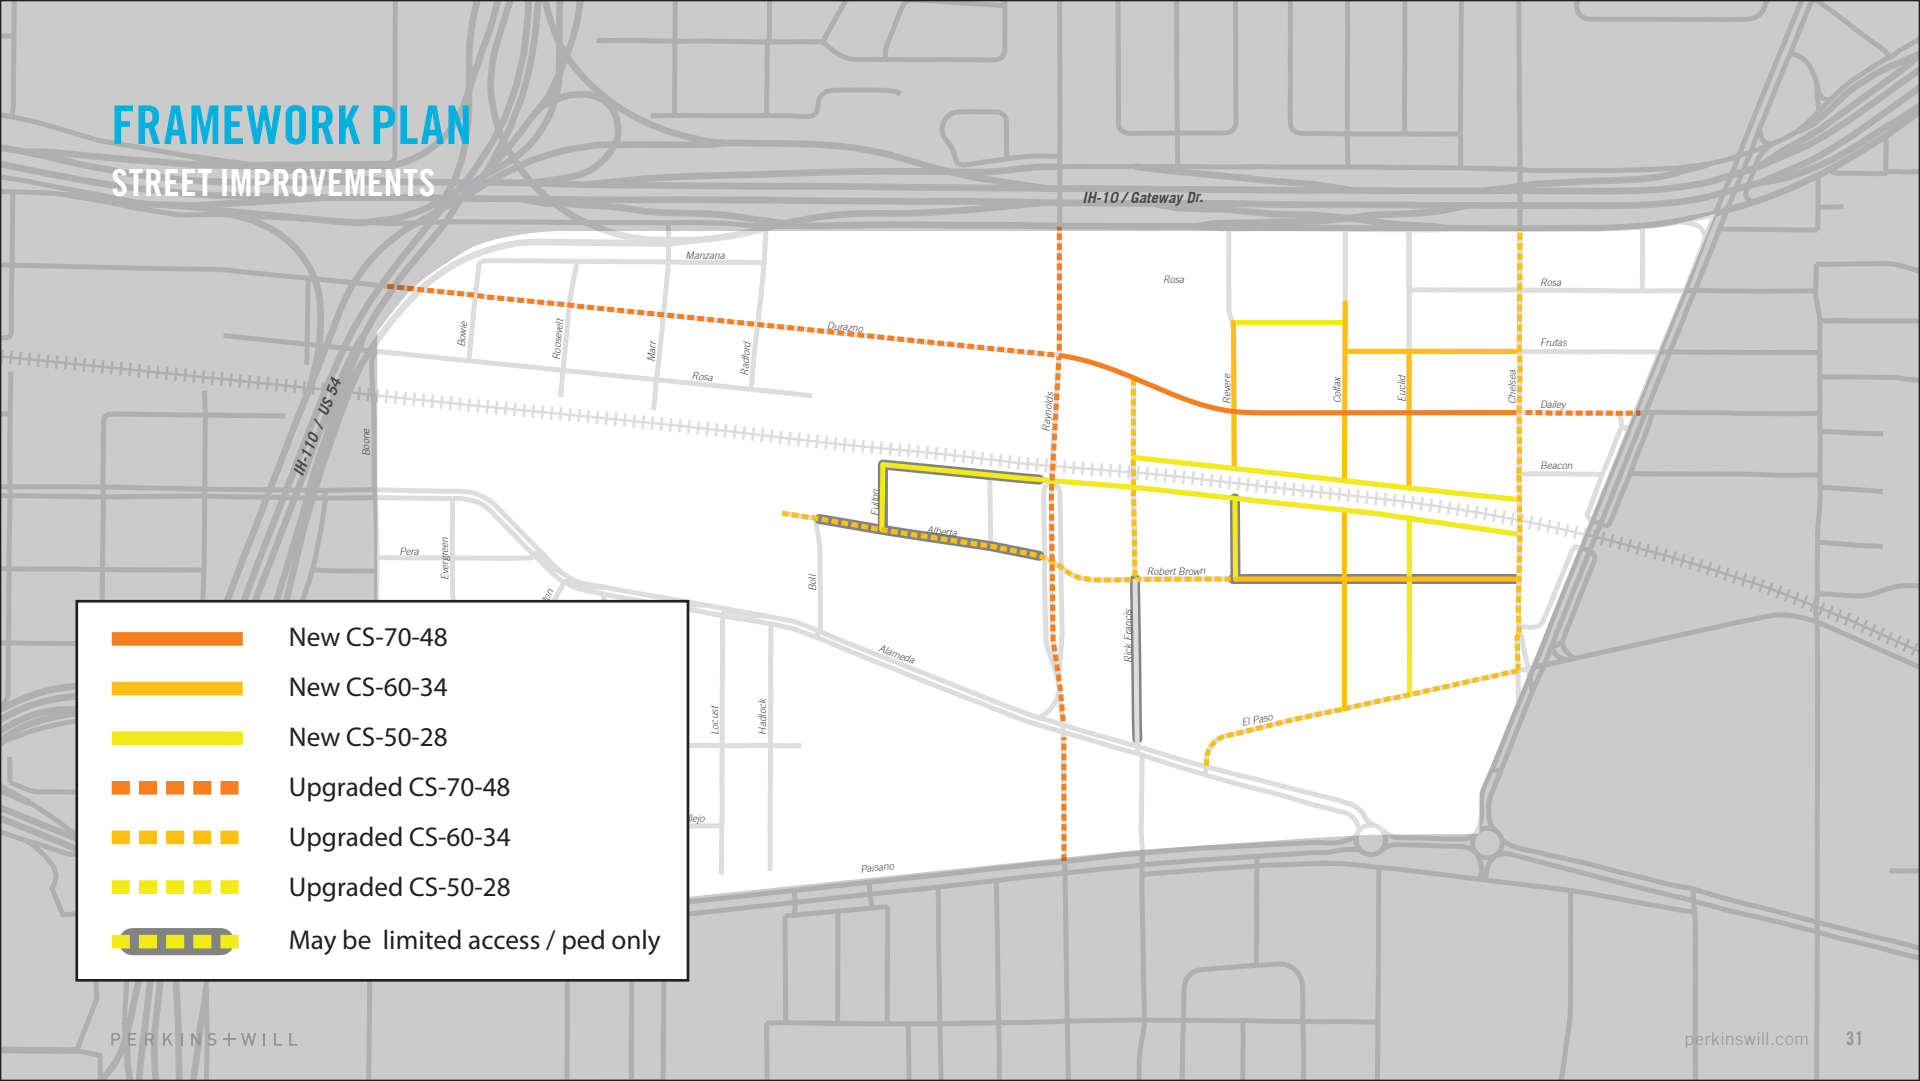 FRAMEWORK PLAN
STREET IMPROVEMENTS
IH-10 / Gateway Dr.
Manzana
Rosa
Rosa
Bowie
Roosevelt
Marr
Radford
Durazno
Frutas
Rosa
Raynolds
Revere
Colfax
Euclid
Chelsea
Dailey
IH-110 / US 54
Boone
Beacon
Fulton
Alberta
Pera
Evergreen
Boll
Robert Brown
ton
Rick Francis
Alameda
Locust
Hadlock
El Paso
llejo
Paisano
New CS-70-48
New CS-60-34
New CS-50-28
Upgraded CS-70-48
Upgraded CS-60-34
Upgraded CS-50-28
May be limited access / ped only
PERKINS+WILL
perkinswill.com 31